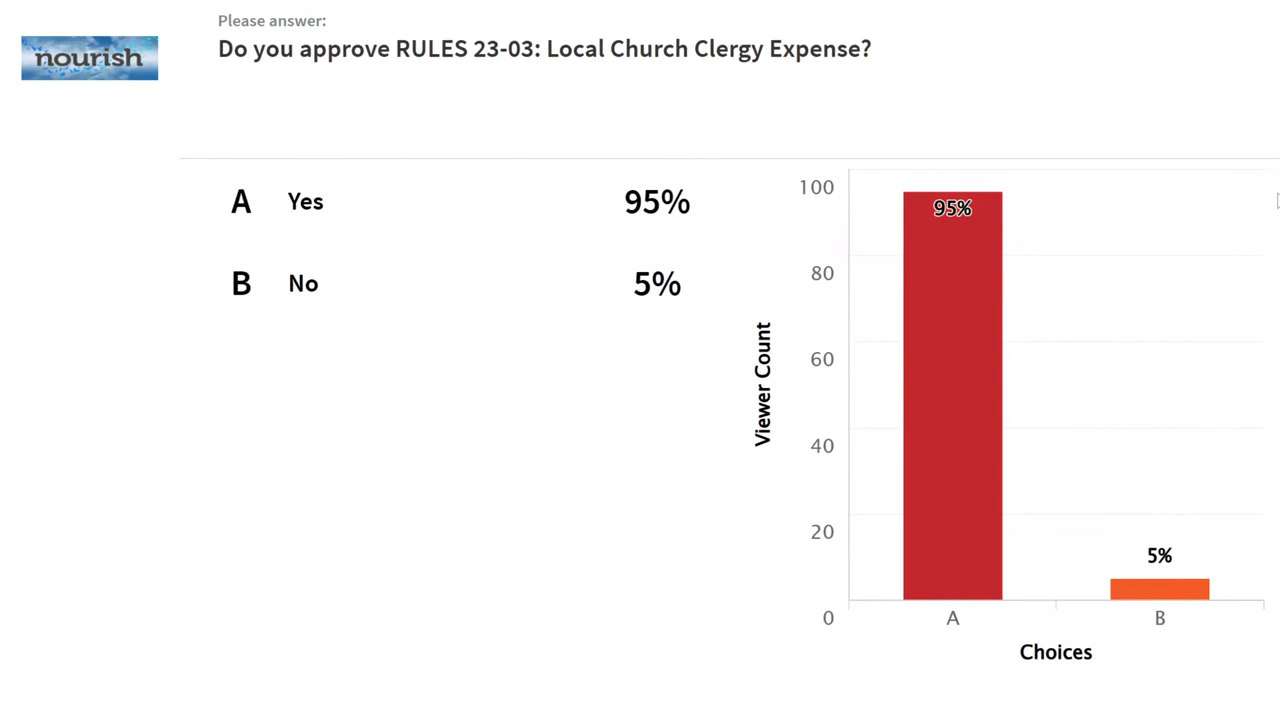 nourish
Please answer:
Do you approve RULES 23-03: Local Church Clergy Expense?
A Yes 95%
B No 5%
Viewer Count
100
80
60
40
20
0
95%
5%
A B
Choices